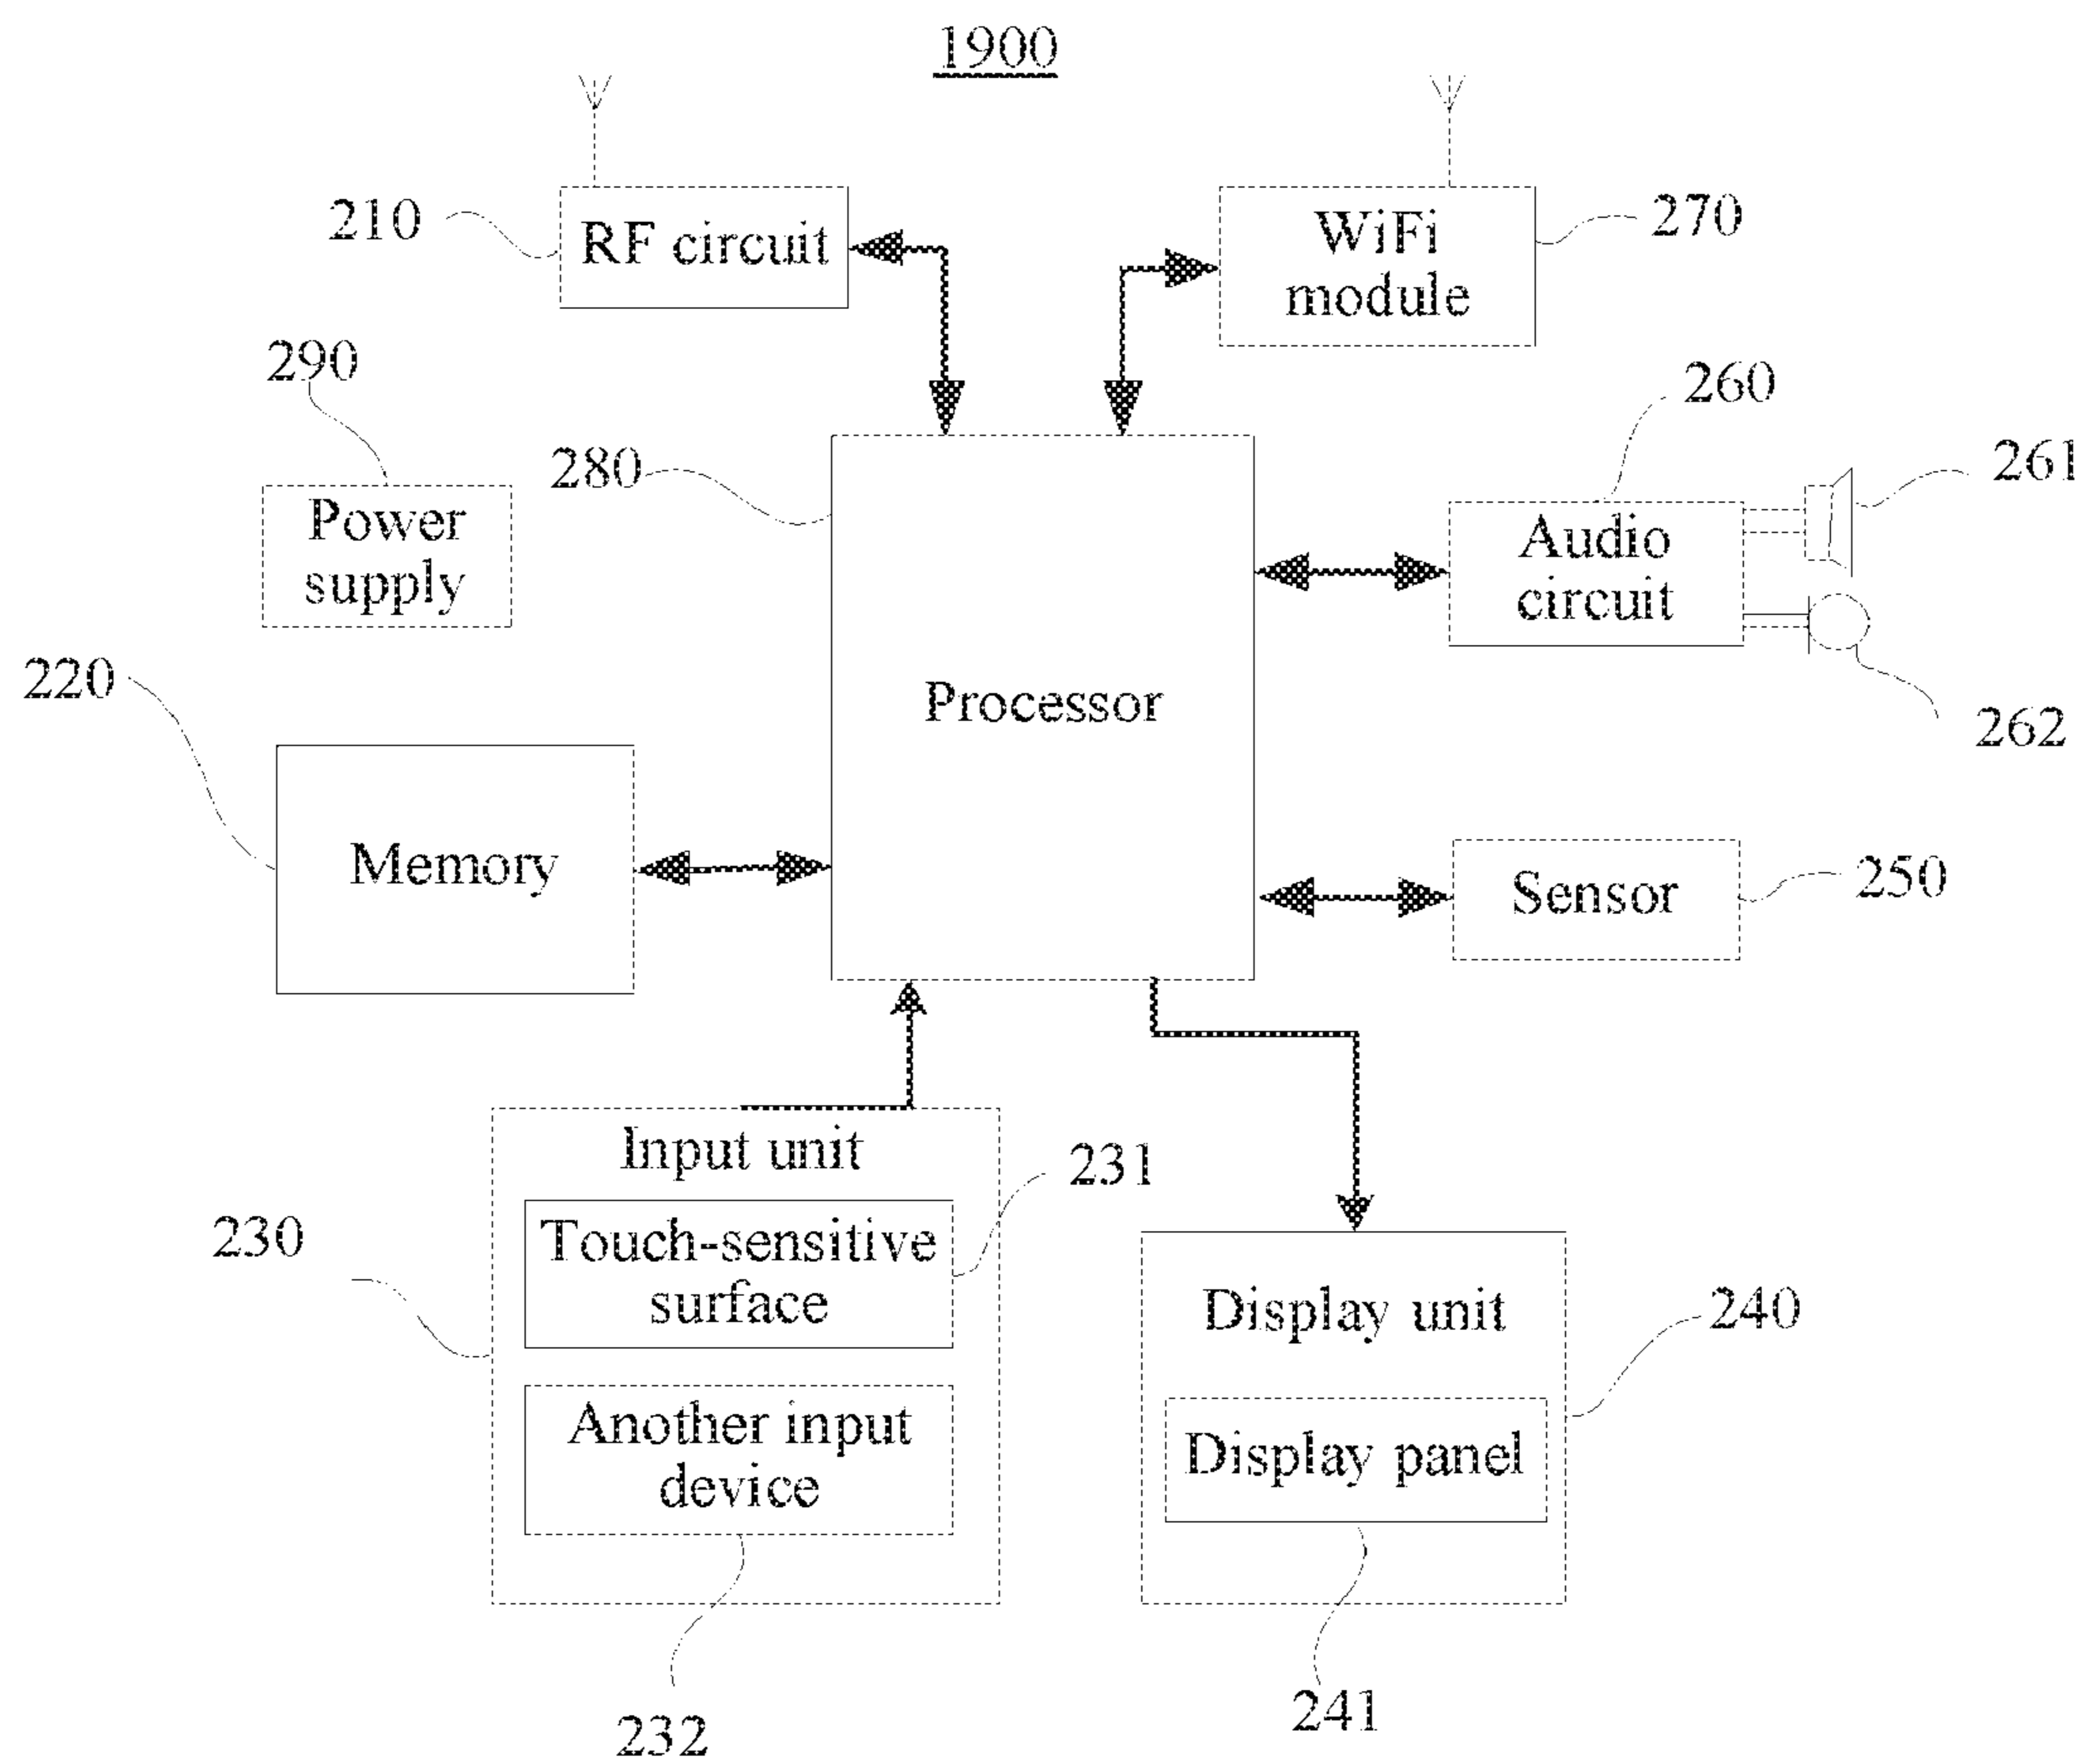 1900
210
RF circuit
WiFi
module
270
290
Power
supply
280
Processor
260
Audio
circuit
261
262
220
Memory
Sensor
250
230
Input unit
231
Touch-sensitive
surface
Another input
device
232
Display unit
240
Display panel
241